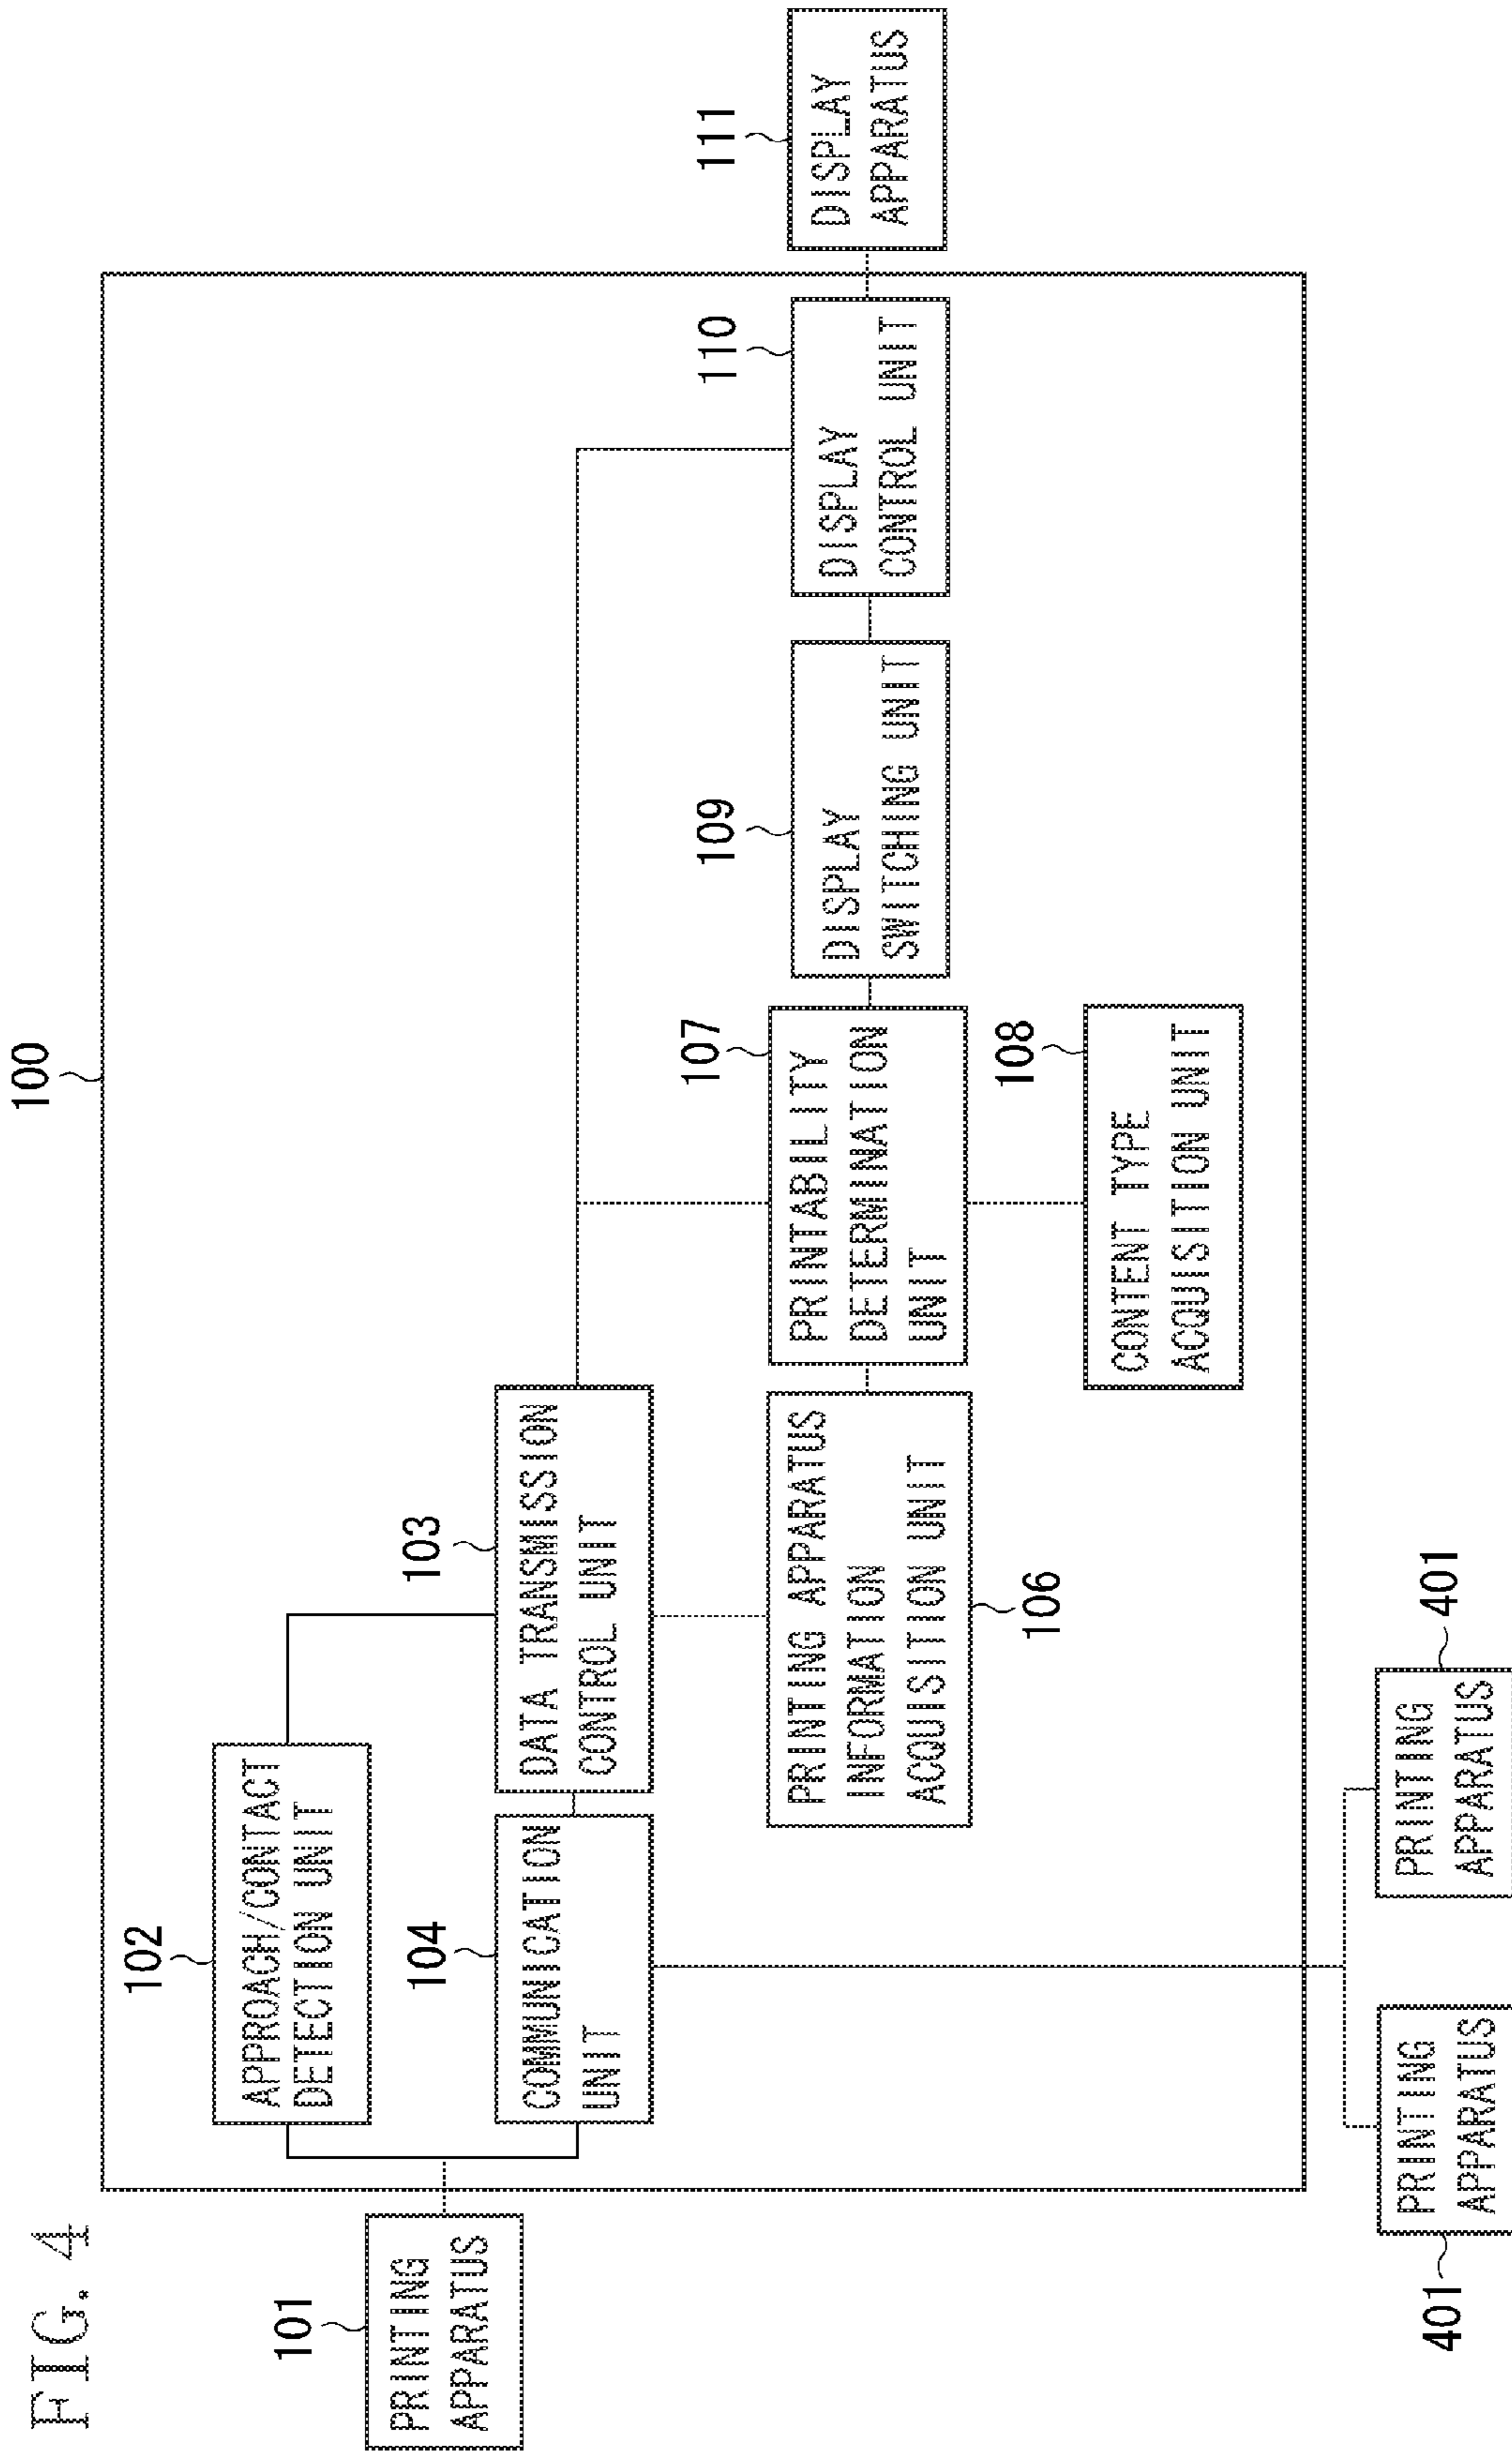 FIG. 4
100
101
PRINTING
APPARATUS
102
APPROACH/CONTACT
DETECTION UNIT
104
COMMUNICATION
UNIT
103
DATA TRANSMISSION
CONTROL UNIT
PRINTING APPARATUS
INFORMATION
ACQUISITION UNIT
106
107
PRINTABILITY
DETERMINATION
UNIT
108
CONTENT TYPE
ACQUISITION UNIT
109
DISPLAY
SWITCHING UNIT
110
DISPLAY
CONTROL UNIT
111
DISPLAY
APPARATUS
401
PRINTING
APPARATUS
401
PRINTING
APPARATUS